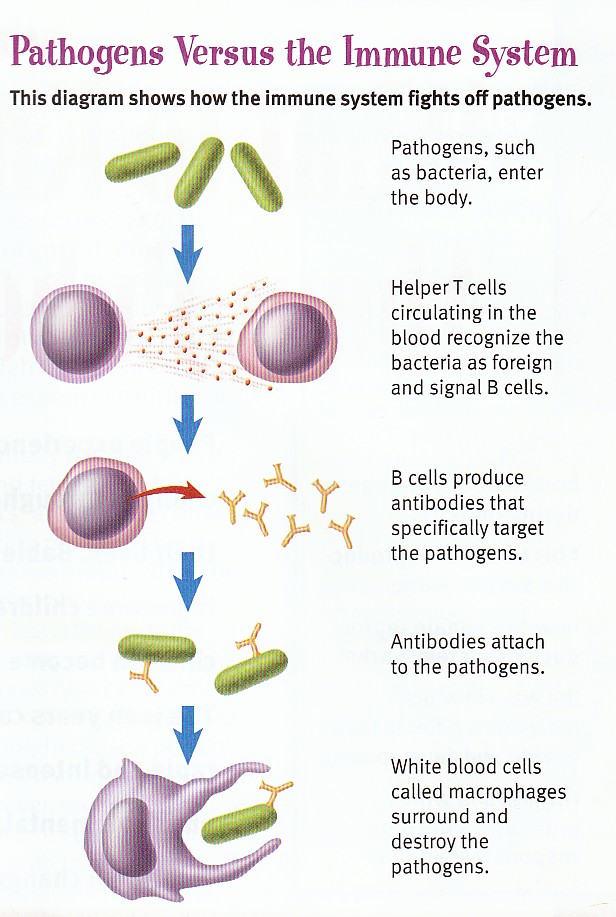 Pathogens Versus the Immune System
This diagram shows how the immune system fights off pathogens.
Pathogens, such
as bacteria, enter
the body.
Helper T cells
circulating in the
blood recognize the
bacteria as foreign
and signal B cells.
B cells produce
antibodies that
specifically target
the pathogens.
Antibodies attach
to the pathogens.
White blood cells
called macrophages
surround and
destroy the
pathogens.